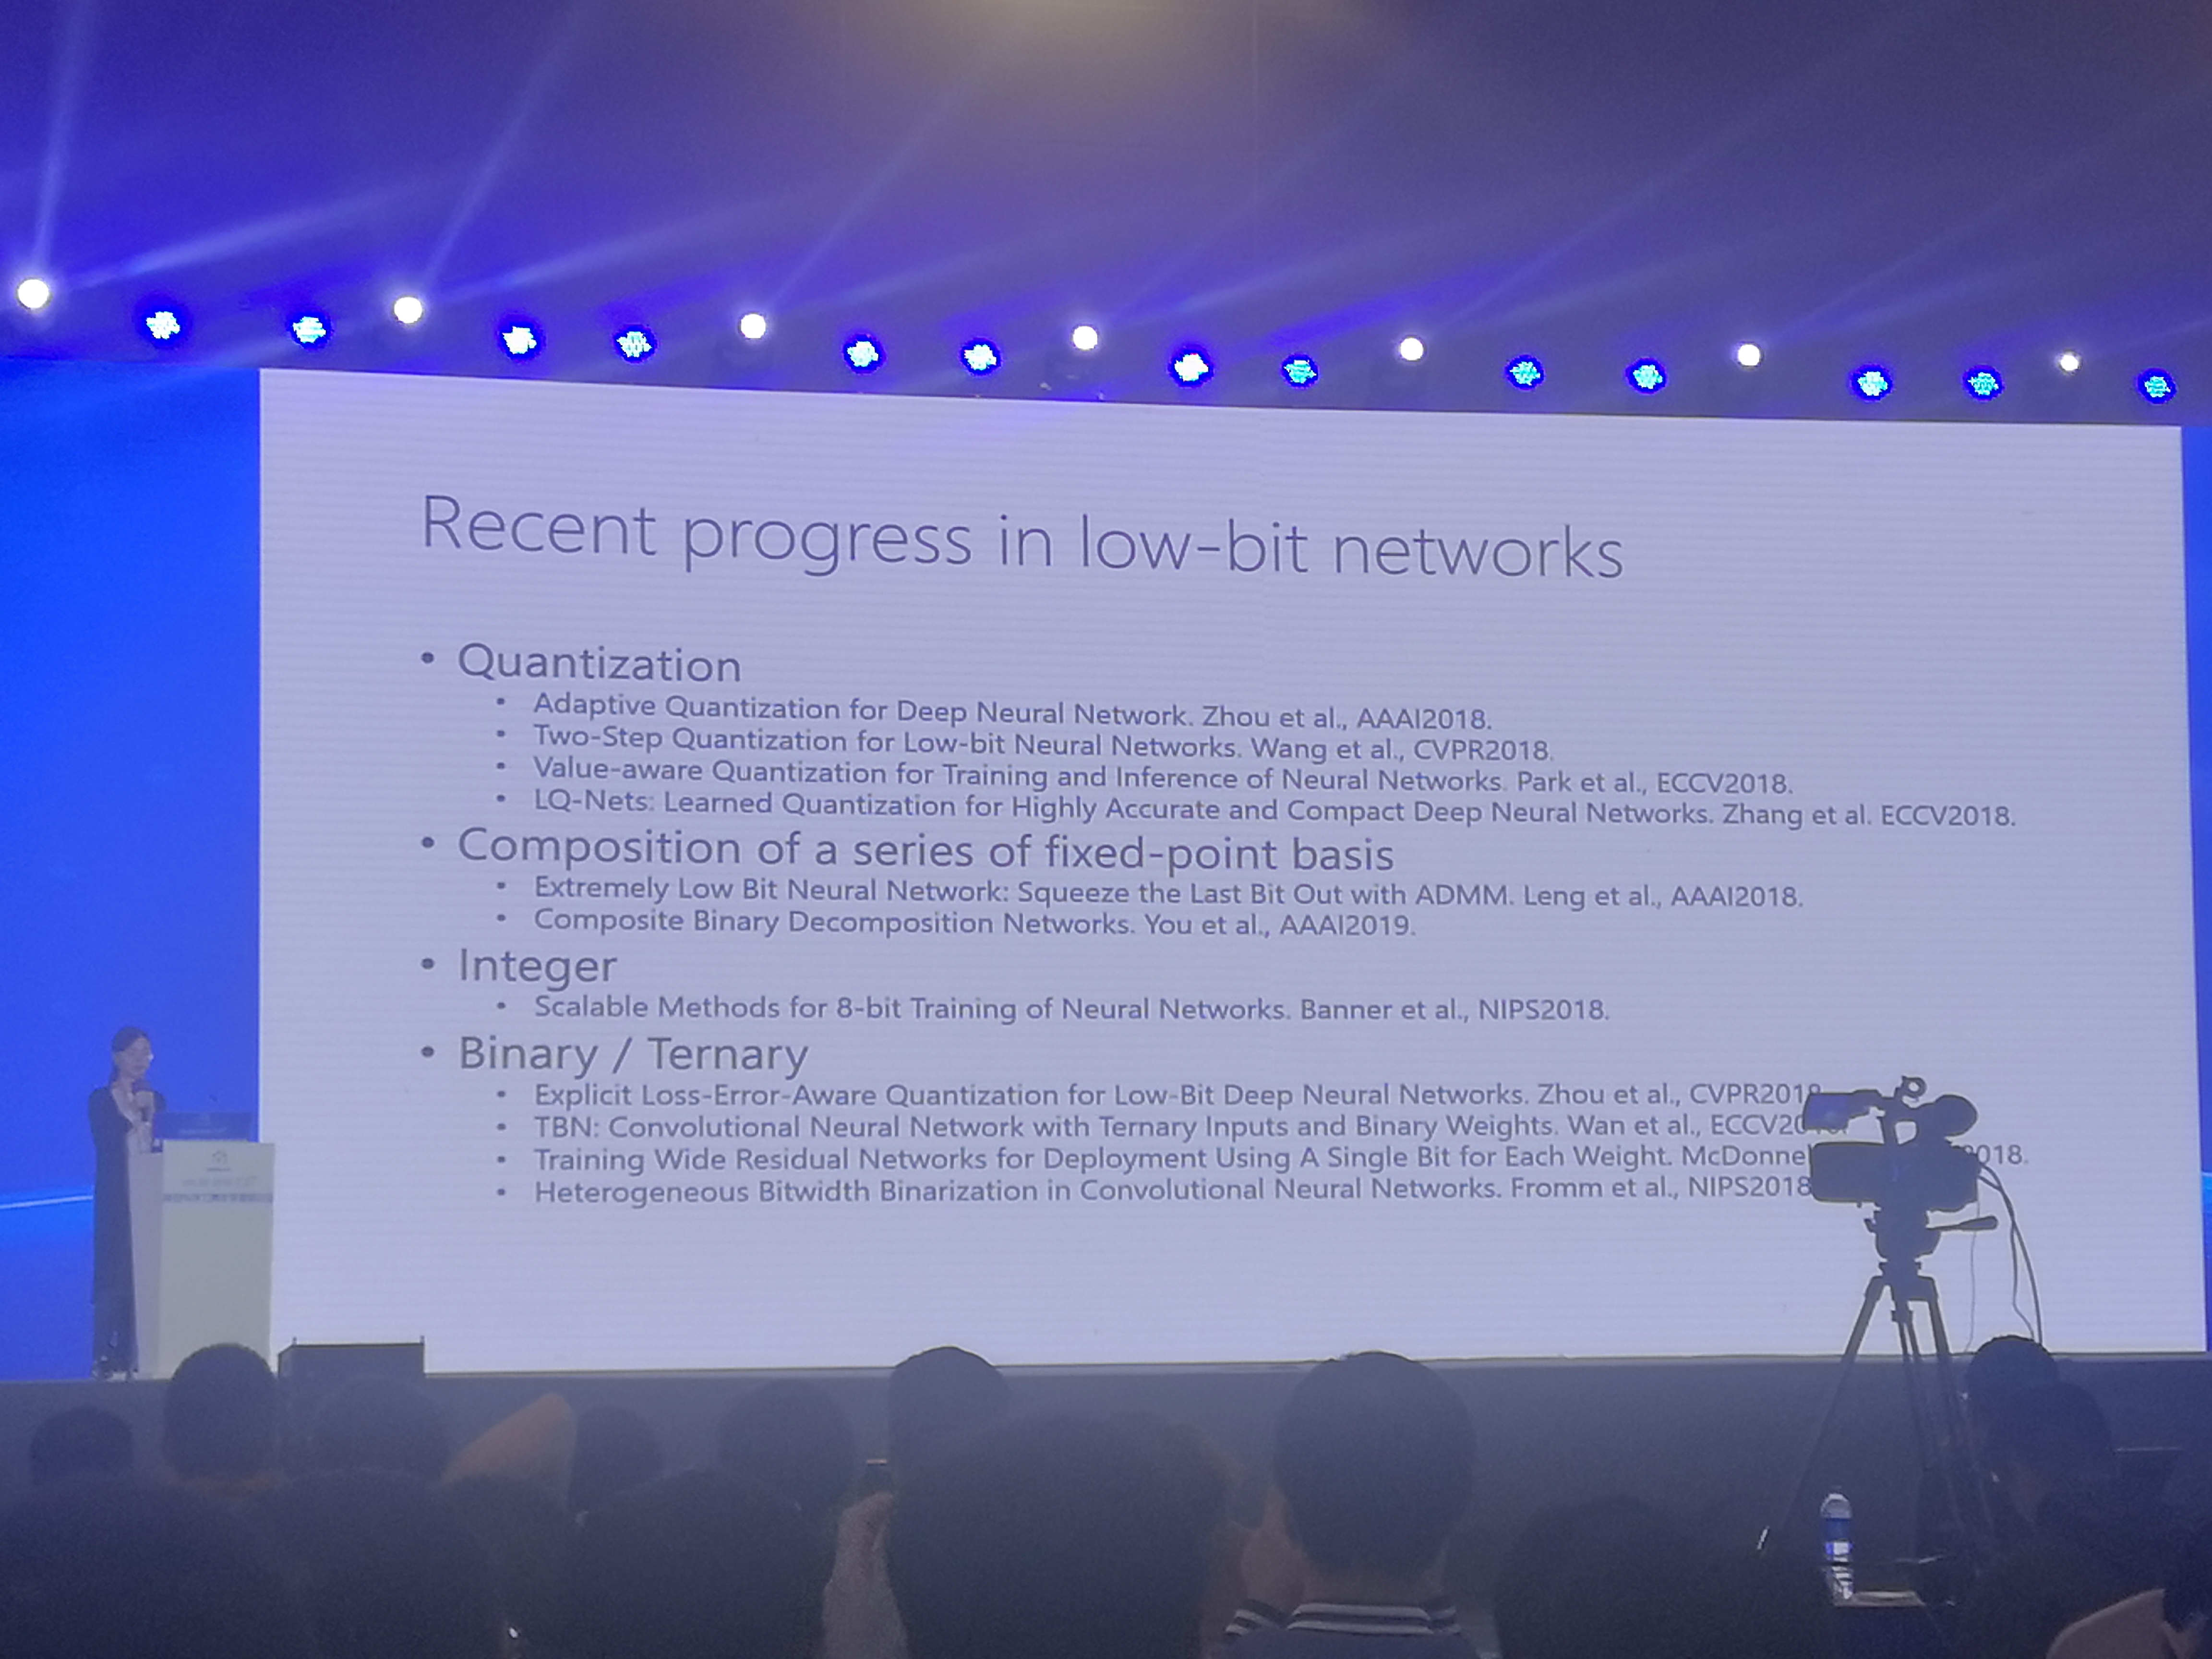 Recent progress in low-bit networks
• Quantization
• Adaptive Quantization for Deep Neural Network. Zhou et al., AAAI2018.
• Two-Step Quantization for Low-bit Neural Networks. Wang et al., CVPR2018.
• Value-aware Quantization for Training and Inference of Neural Networks. Park et al., ECCV2018.
• LQ-Nets: Learned Quantization for Highly Accurate and Compact Deep Neural Networks. Zhang et al. ECCV2018.
• Composition of a series of fixed-point basis
• Extremely Low Bit Neural Network: Squeeze the Last Bit Out with ADMM. Leng et al., AAAI2018.
• Composite Binary Decomposition Networks. You et al., AAAI2019.
• Integer
• Scalable Methods for 8-bit Training of Neural Networks. Banner et al., NIPS2018.
• Binary / Ternary
• Explicit Loss-Error-Aware Quantization for Low-Bit Deep Neural Networks. Zhou et al., CVPR2018
• TBN: Convolutional Neural Network with Ternary Inputs and Binary Weights. Wan et al., ECCV20
• Training Wide Residual Networks for Deployment Using A Single Bit for Each Weight. McDonnel 018.
• Heterogeneous Bitwidth Binarization in Convolutional Neural Networks. Fromm et al., NIPS2018